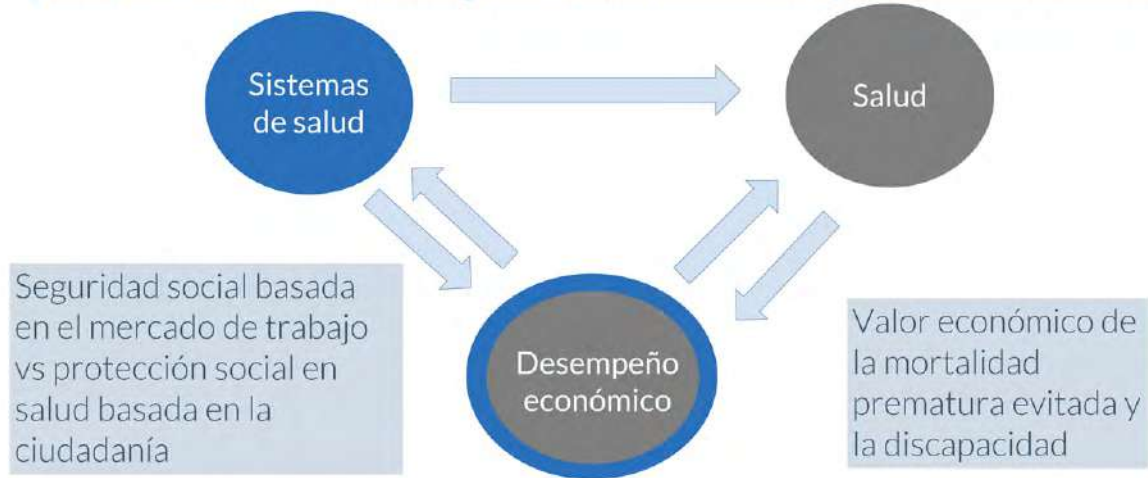 Sistemas
de salud
Salud
Seguridad social basada
en el mercado de trabajo
vs protección social en
salud basada en la
ciudadanía
Desempeño
económico
Valor económico de
la mortalidad
prematura evitada y
la discapacidad